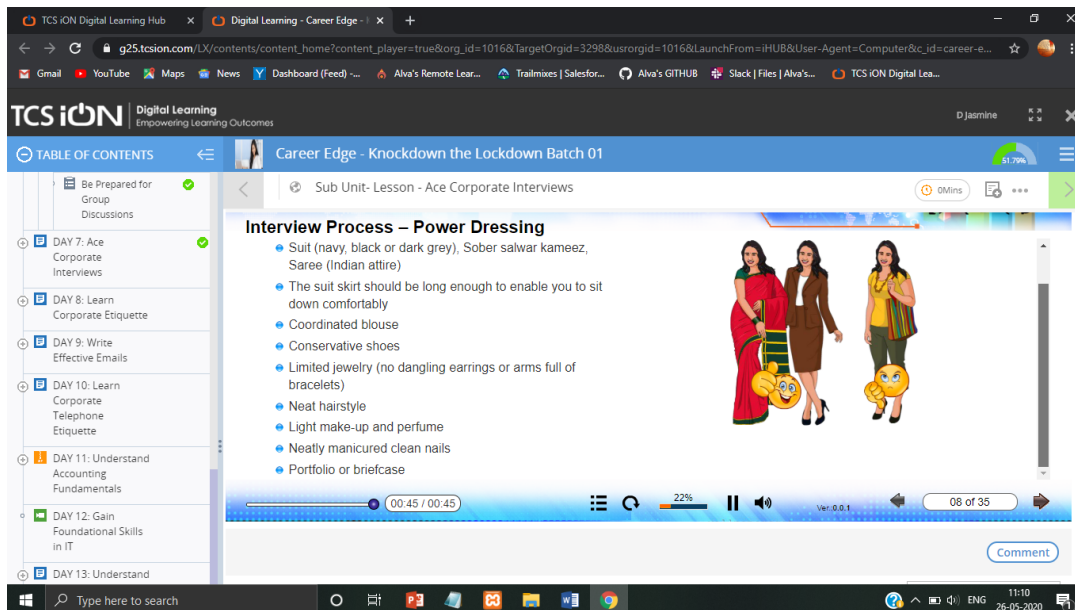 TCS iON Digital Learning Hub
Digital Learning - Career Edge - 
g25.tcsion.com/LX/contents/content_home?content_player=true&org_id=1016&TargetOrgid=3298&usrorgid=1016&LaunchFrom=iHUB&User-Agent=Computer&c_id=career-e...
Gmail YouTube Maps News Dashboard (Feed) -... Alva's Remote Lear... Trailmixes | Salesfor... Alva's GITHUB Slack | Files | Alva's... TCS iON Digital Lea...
TCS iON Digital Learning
Empowering Learning Outcomes
D Jasmine
TABLE OF CONTENTS
Career Edge - Knockdown the Lockdown Batch 01
51.79%
Be Prepared for
Group
Discussions
DAY 7: Ace
Corporate
Interviews
DAY 8: Learn
Corporate Etiquette
DAY 9: Write
Effective Emails
DAY 10: Learn
Corporate
Telephone
Etiquette
DAY 11: Understand
Accounting
Fundamentals
DAY 12: Gain
Foundational Skills
in IT
DAY 13: Understand
Sub Unit- Lesson - Ace Corporate Interviews
0Mins
Interview Process – Power Dressing
Suit (navy, black or dark grey), Sober salwar kameez,
Saree (Indian attire)
The suit skirt should be long enough to enable you to sit
down comfortably
Coordinated blouse
Conservative shoes
Limited jewelry (no dangling earrings or arms full of
bracelets)
Neat hairstyle
Light make-up and perfume
Neatly manicured clean nails
Portfolio or briefcase
00:45 / 00:45
22%
Ver.:0.0.1
08 of 35
Comment
Type here to search
ENG
11:10
26-05-2020